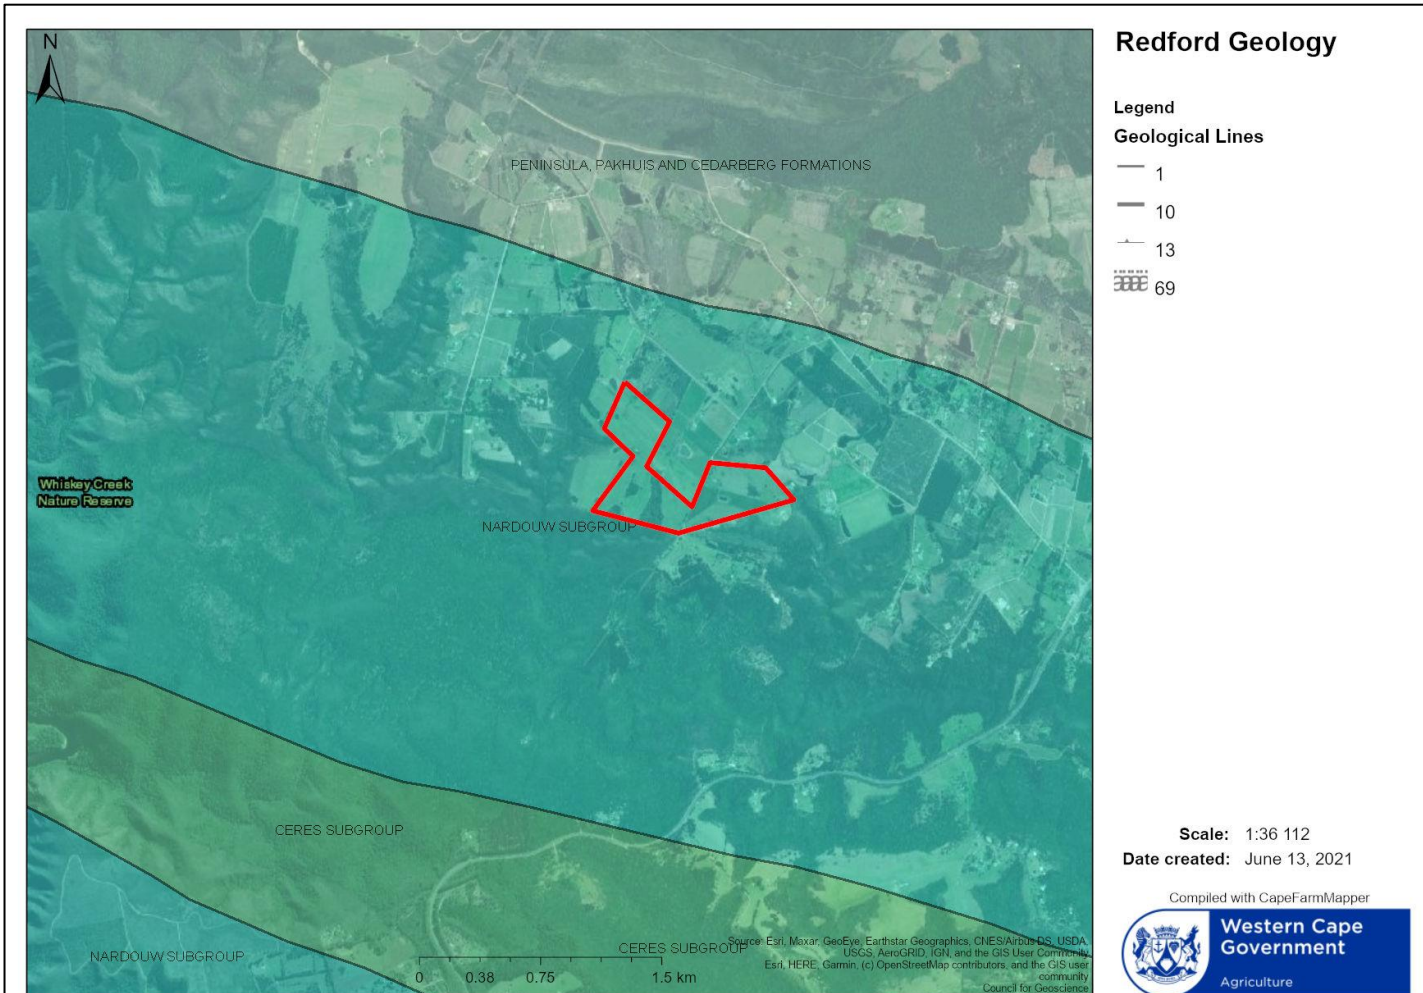 N
Redford Geology
Legend
Geological Lines
1
10
13
69
PENINSULA, PAKHUIS AND CEDARBERG FORMATIONS
Whiskey Creek
Nature Reserve
NARDOUW SUBGROUP
CERES SUBGROUP
NARDOUW SUBGROUP
CERES SUBGROUP
0 0.38 0.75 1.5 km
Source: Esri, Maxar, GeoEye, Earthstar Geographics, CNES/Airbus DS, USDA,
USGS, AeroGRID, IGN, and the GIS User Community
Esri, HERE, Garmin, (c) OpenStreetMap contributors, and the GIS user
community
Council for Geoscience
Scale: 1:36 112
Date created: June 13, 2021
Compiled with CapeFarmMapper
Western Cape
Government
Agriculture